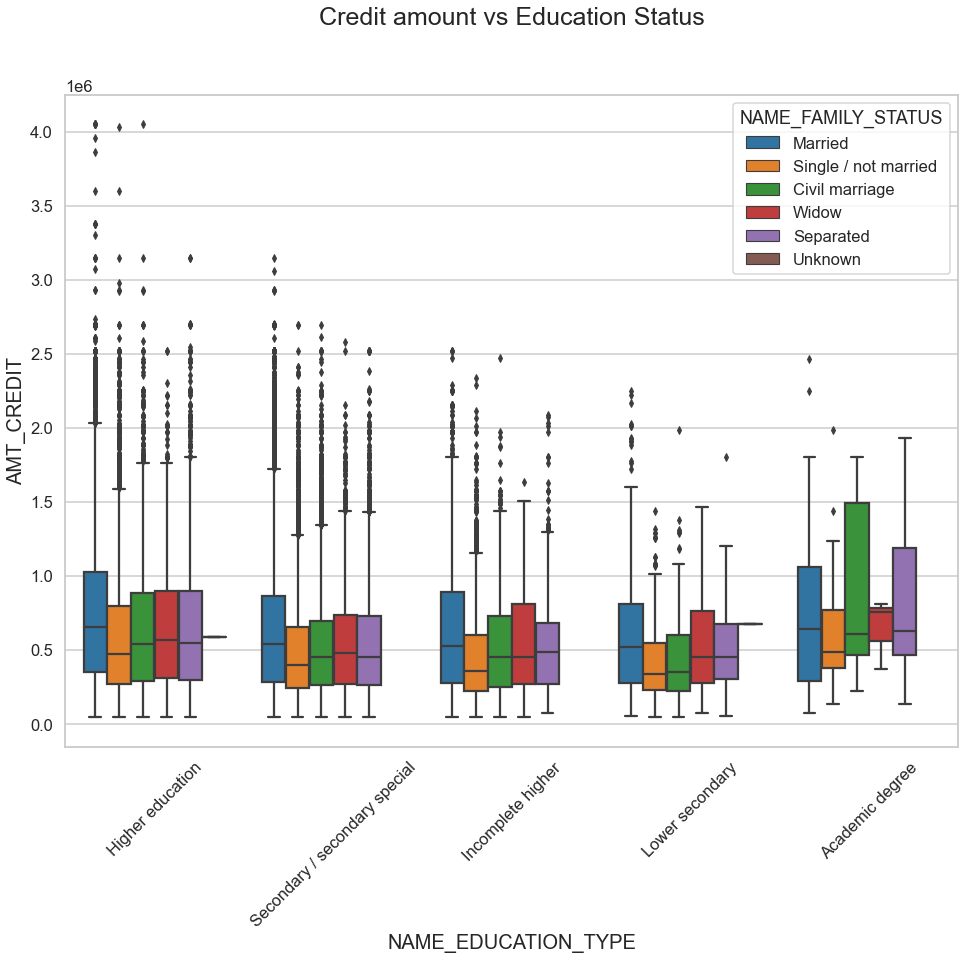 Credit amount vs Education Status
1e6
NAME_FAMILY_STATUS
Married
Single / not married
Civil marriage
Widow
Separated
Unknown
4.0
3.5
3.0
2.5
2.0
1.5
1.0
0.5
0.0
AMT_CREDIT
Higher education
Secondary / secondary special
Incomplete higher
Lower secondary
Academic degree
NAME_EDUCATION_TYPE